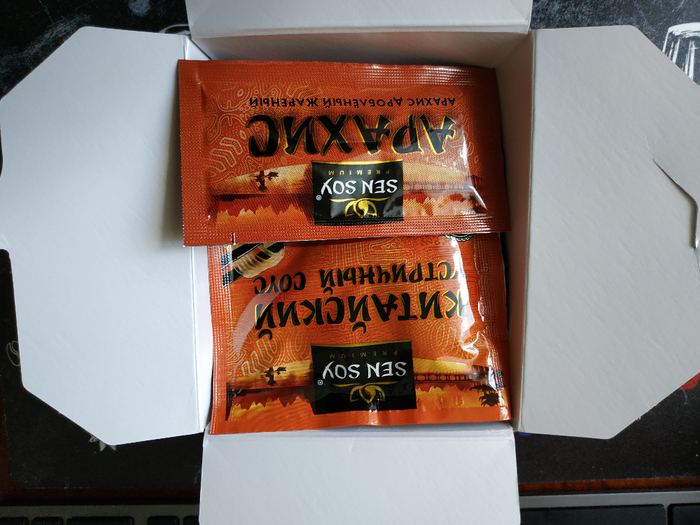 SEN SOY®
PREMIUM
КИТАЙСКИЙ
УСТРИЧНЫЙ СОУС
SEN SOY®
PREMIUM
АРАХИС
АРАХИС ДРОБЛЕНЫЙ ЖАРЕНЫЙ